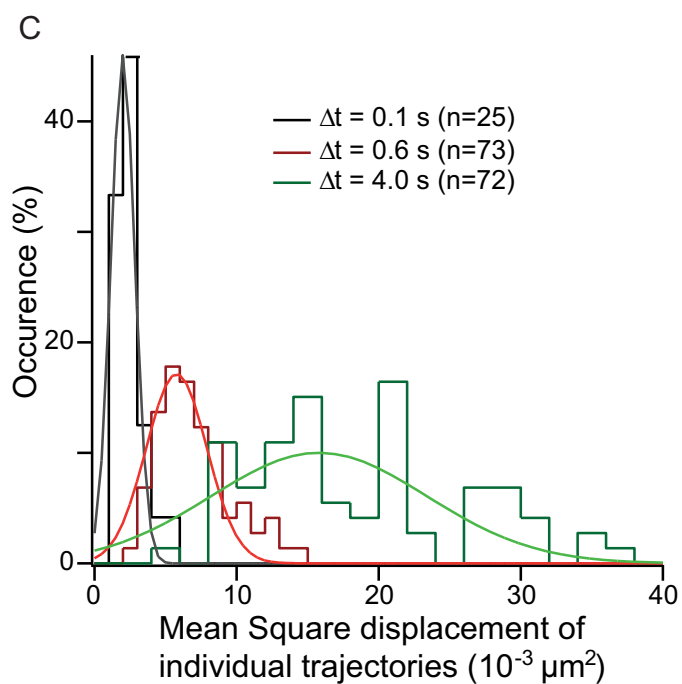 C
Δt = 0.1 s (n=25)
Δt = 0.6 s (n=73)
Δt = 4.0 s (n=72)
Occurence (%)
40
20
0
0 10 20 30 40
Mean Square displacement of
individual trajectories (10⁻³ µm²)